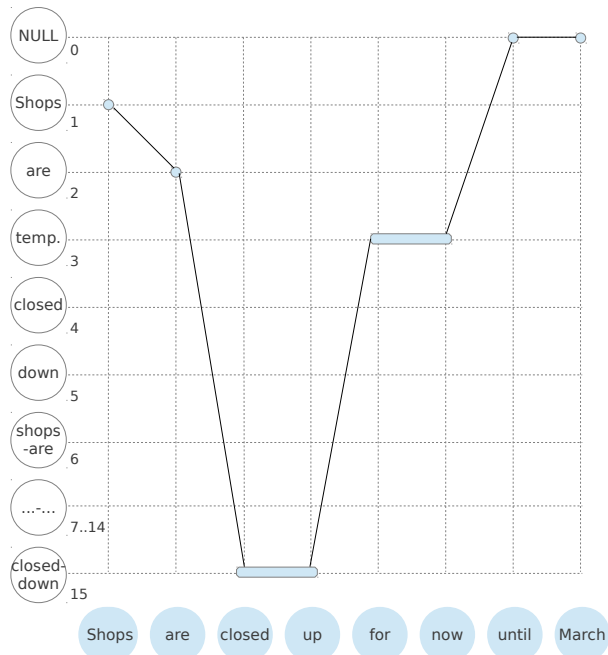 NULL
0
Shops
1
are
2
temp.
3
closed
4
down
5
shops
-are
6
...-...
7..14
closed-
down
15
Shops are closed up for now until March